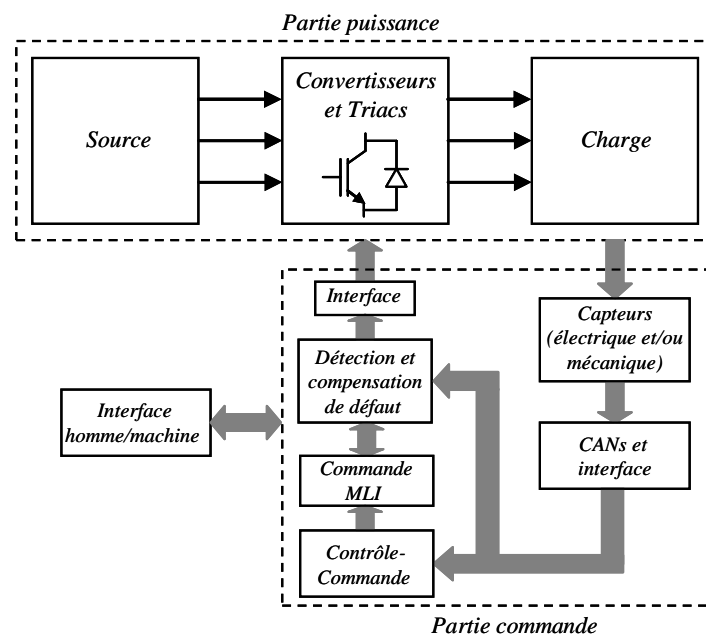 Partie puissance
Source
Convertisseurs
et Triacs
Charge
Interface
Détection et
compensation
de défaut
Interface
homme/machine
Commande
MLI
Contrôle-
Commande
Capteurs
(électrique et/ou
mécanique)
CANs et
interface
Partie commande